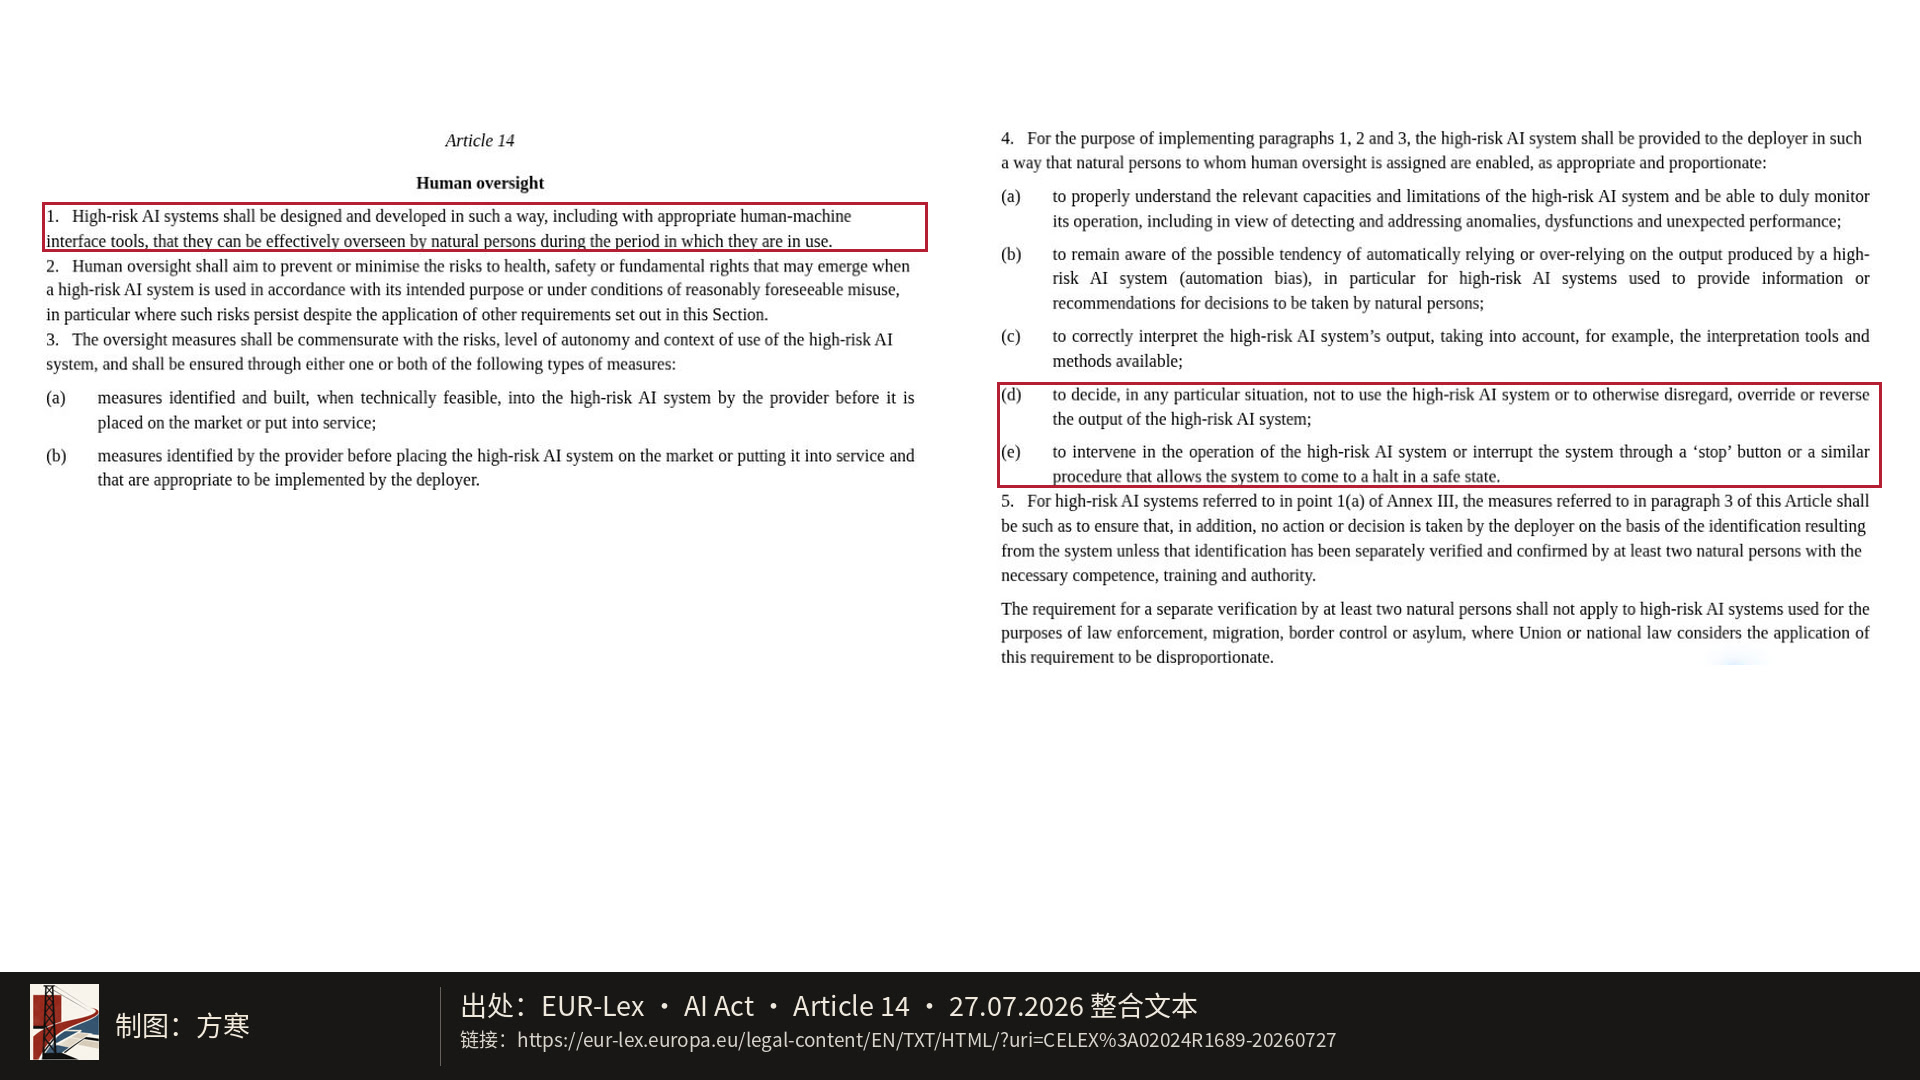 Article 14
Human oversight
1. High-risk AI systems shall be designed and developed in such a way, including with appropriate human-machine
interface tools, that they can be effectively overseen by natural persons during the period in which they are in use.
2. Human oversight shall aim to prevent or minimise the risks to health, safety or fundamental rights that may emerge when
a high-risk AI system is used in accordance with its intended purpose or under conditions of reasonably foreseeable misuse,
in particular where such risks persist despite the application of other requirements set out in this Section.
3. The oversight measures shall be commensurate with the risks, level of autonomy and context of use of the high-risk AI
system, and shall be ensured through either one or both of the following types of measures:
(a) measures identified and built, when technically feasible, into the high-risk AI system by the provider before it is
placed on the market or put into service;
(b) measures identified by the provider before placing the high-risk AI system on the market or putting it into service and
that are appropriate to be implemented by the deployer.
4. For the purpose of implementing paragraphs 1, 2 and 3, the high-risk AI system shall be provided to the deployer in such
a way that natural persons to whom human oversight is assigned are enabled, as appropriate and proportionate:
(a) to properly understand the relevant capacities and limitations of the high-risk AI system and be able to duly monitor
its operation, including in view of detecting and addressing anomalies, dysfunctions and unexpected performance;
(b) to remain aware of the possible tendency of automatically relying or over-relying on the output produced by a high-
risk AI system (automation bias), in particular for high-risk AI systems used to provide information or
recommendations for decisions to be taken by natural persons;
(c) to correctly interpret the high-risk AI system’s output, taking into account, for example, the interpretation tools and
methods available;
(d) to decide, in any particular situation, not to use the high-risk AI system or to otherwise disregard, override or reverse
the output of the high-risk AI system;
(e) to intervene in the operation of the high-risk AI system or interrupt the system through a ‘stop’ button or a similar
procedure that allows the system to come to a halt in a safe state.
5. For high-risk AI systems referred to in point 1(a) of Annex III, the measures referred to in paragraph 3 of this Article shall
be such as to ensure that, in addition, no action or decision is taken by the deployer on the basis of the identification resulting
from the system unless that identification has been separately verified and confirmed by at least two natural persons with the
necessary competence, training and authority.
The requirement for a separate verification by at least two natural persons shall not apply to high-risk AI systems used for the
purposes of law enforcement, migration, border control or asylum, where Union or national law considers the application of
this requirement to be disproportionate.
制图：方寒
出处：EUR-Lex · AI Act · Article 14 · 27.07.2026 整合文本
链接：https://eur-lex.europa.eu/legal-content/EN/TXT/HTML/?uri=CELEX%3A02024R1689-20260727